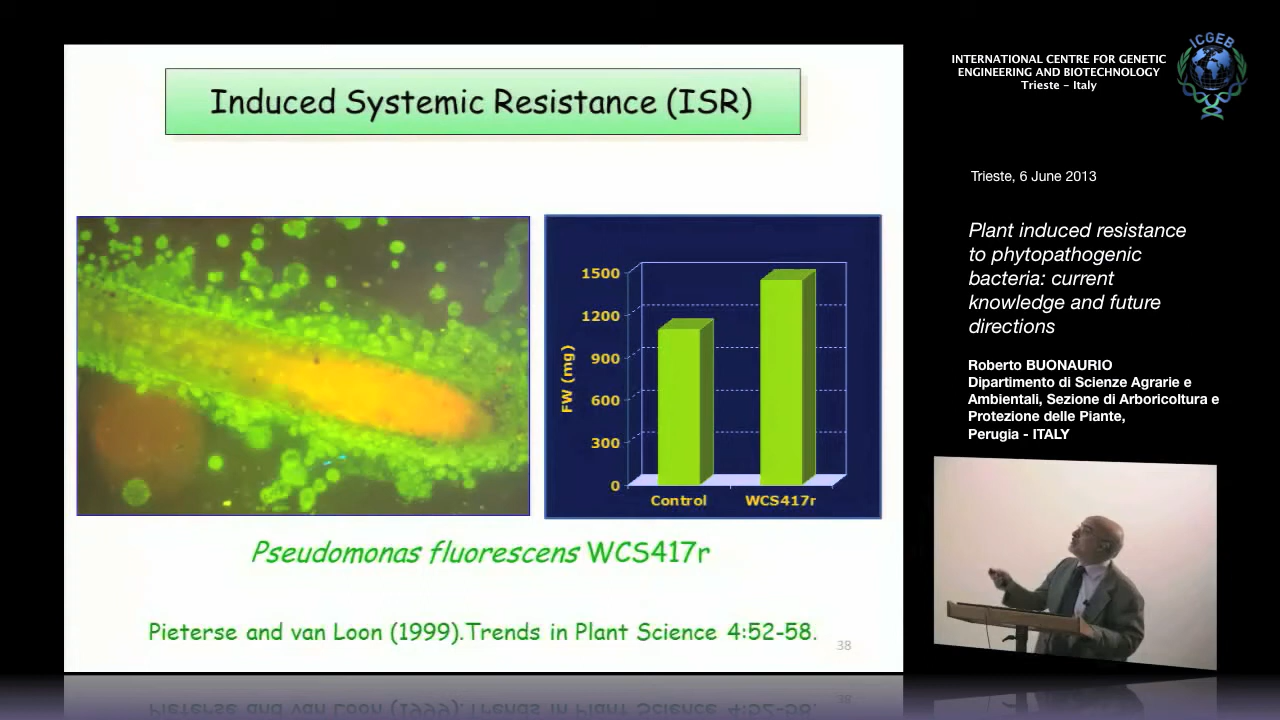 Induced Systemic Resistance (ISR)
1500
1200
900
600
300
0
FW (mg)
Control
WCS417r
Pseudomonas fluorescens WCS417r
Pieterse and van Loon (1999).Trends in Plant Science 4:52-58.
38
INTERNATIONAL CENTRE FOR GENETIC
ENGINEERING AND BIOTECHNOLOGY
Trieste - Italy
ICGEB
Trieste, 6 June 2013
Plant induced resistance
to phytopathogenic
bacteria: current
knowledge and future
directions
Roberto BUONAURIO
Dipartimento di Scienze Agrarie e
Ambientali, Sezione di Arboricoltura e
Protezione delle Piante,
Perugia - ITALY